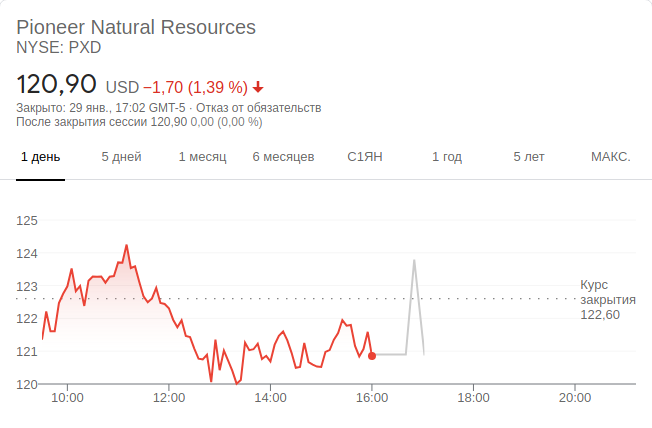 Pioneer Natural Resources
NYSE: PXD
120,90 USD −1,70 (1,39 %)
Закрыто: 29 янв., 17:02 GMT-5 · Отказ от обязательств
После закрытия сессии 120,90 0,00 (0,00 %)
1 день 5 дней 1 месяц 6 месяцев С1ЯН 1 год 5 лет МАКС.
125
124
123
122
121
120
Курс
закрытия
122,60
10:00 12:00 14:00 16:00 18:00 20:00